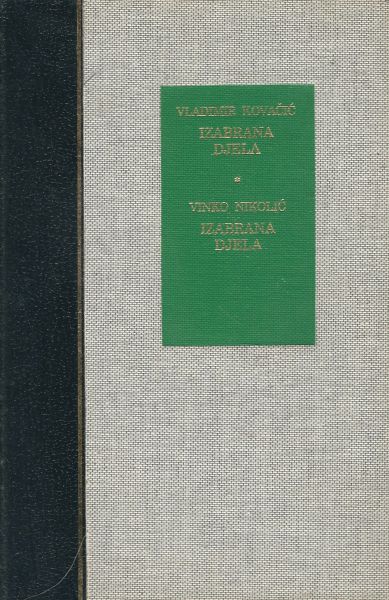 VLADIMIR KOVAČIĆ
IZABRANA
DJELA
*
VINKO NIKOLIĆ
IZABRANA
DJELA